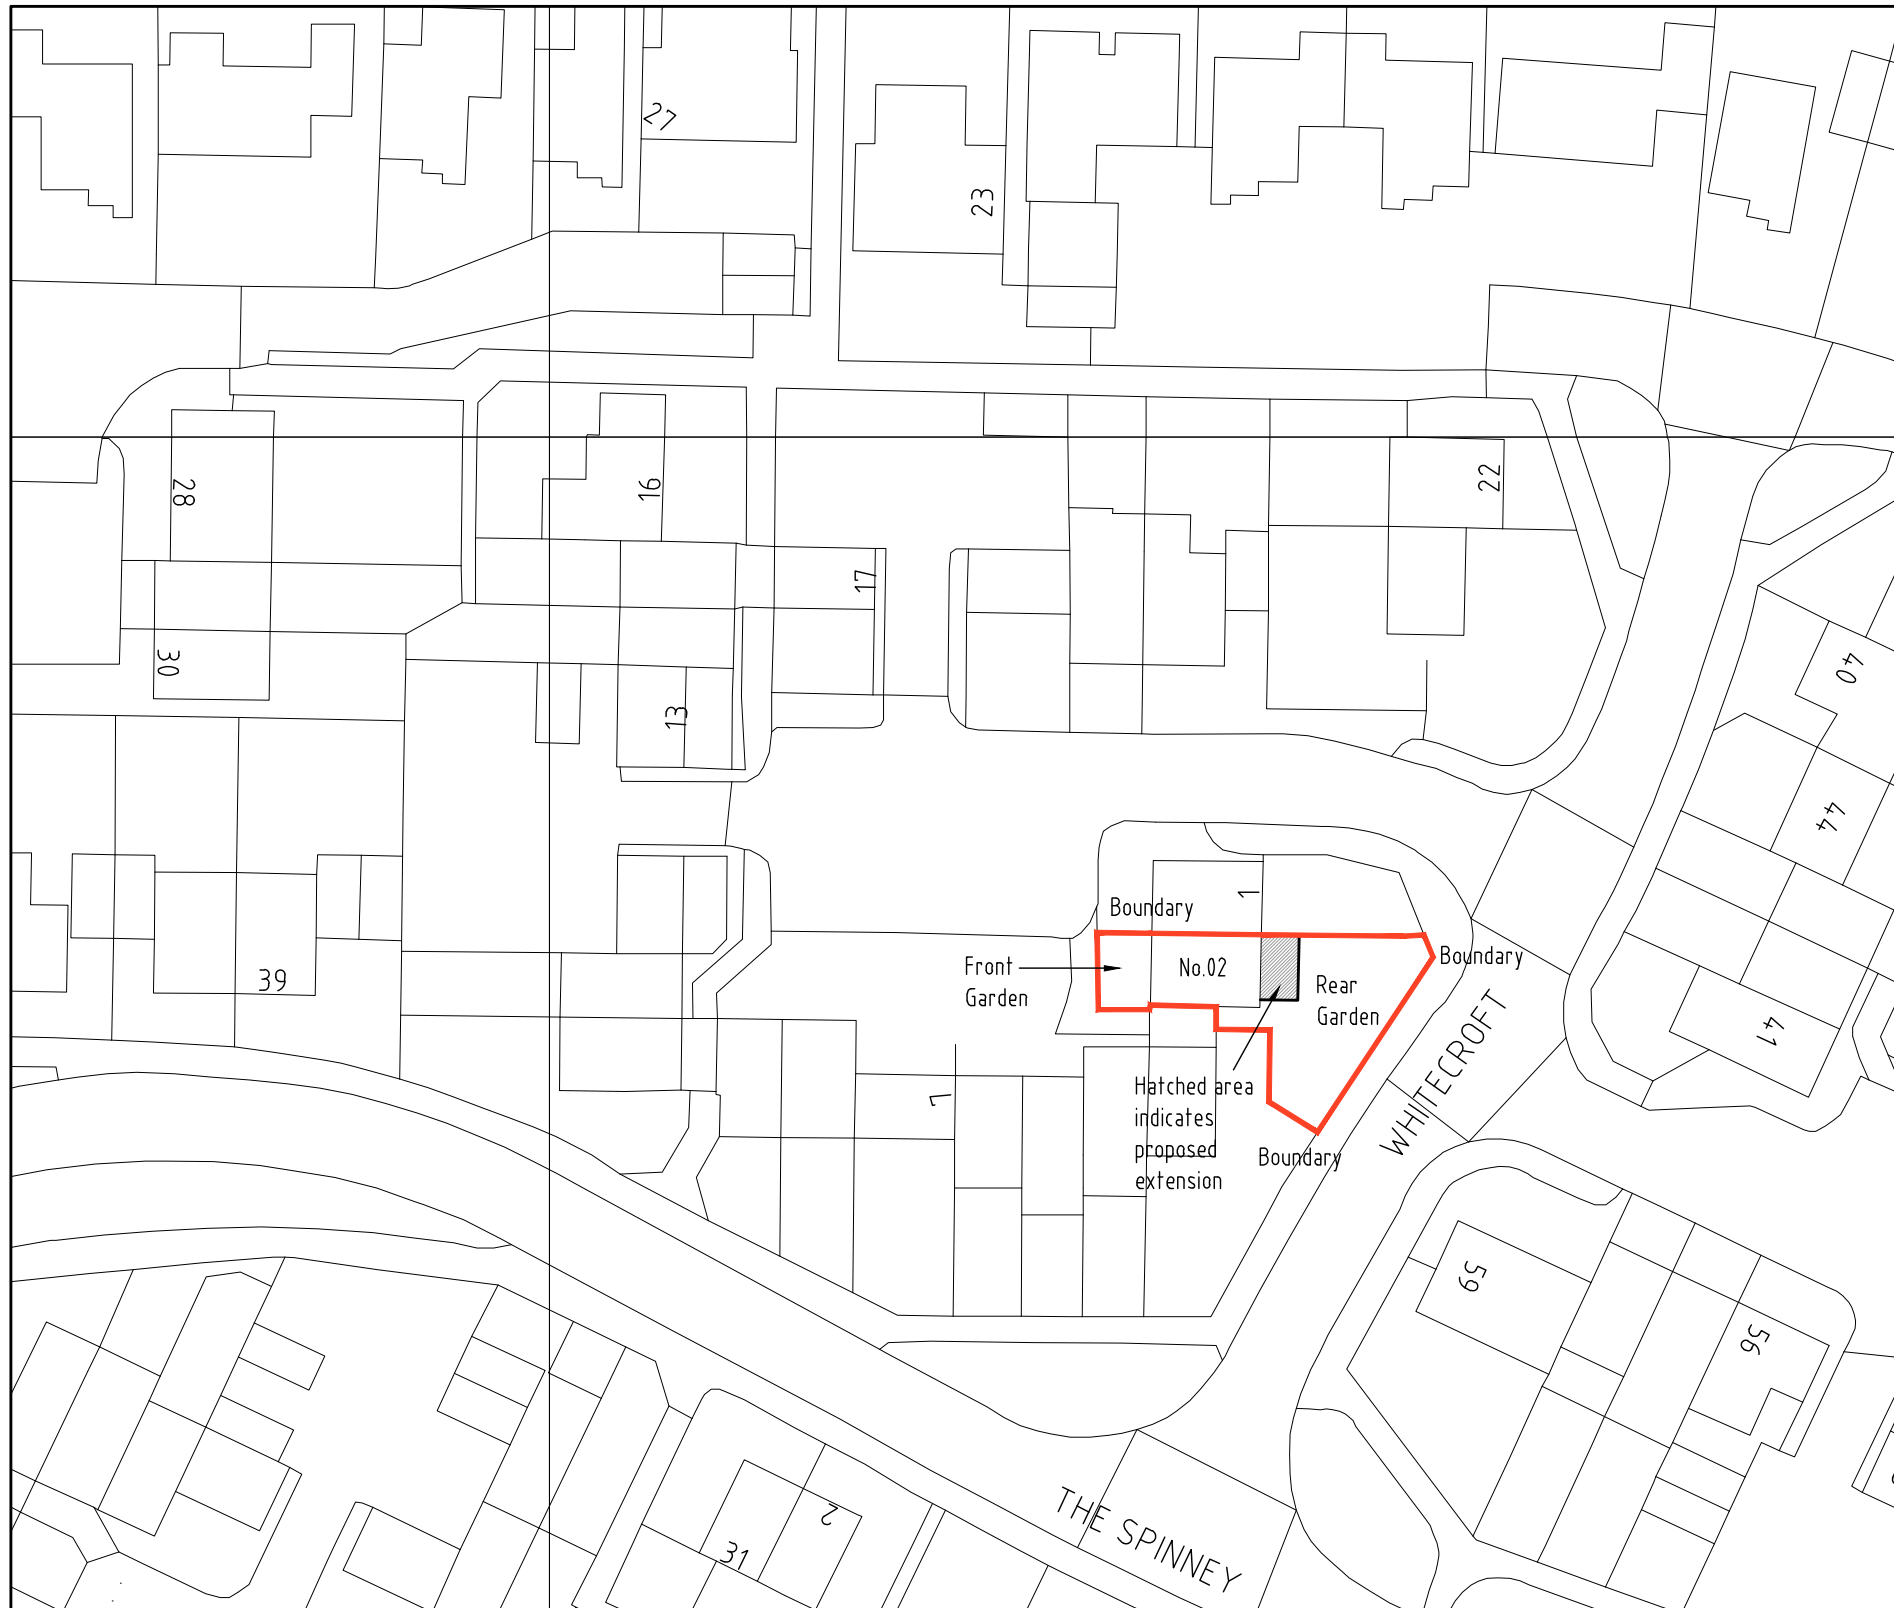 27
23
28
16
22
17
30
13
40
44
1
Boundary
Front
Garden
No.02
Rear
Garden
Boundary
39
41
WHITECROFT
Hatched area
indicates
proposed
extension
7
Boundary
59
56
2
31
THE SPINNEY